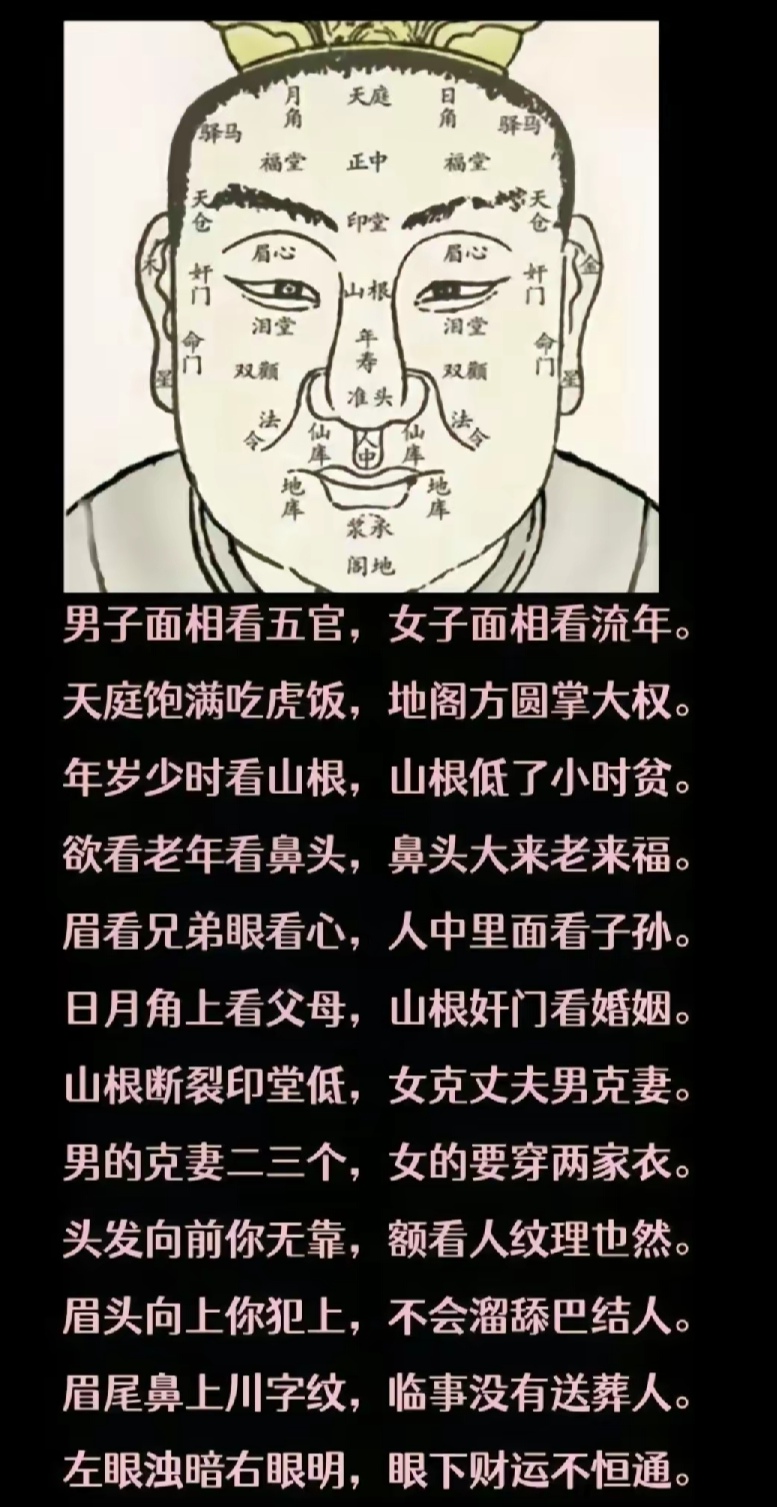 月角 天庭 日角
驿马 驿马
福堂 正中 福堂
天仓 印堂 天仓
眉心 眉心
木 奸门 山根 奸门 金
泪堂 泪堂
命门 年寿 命门
星 双颧 双颧 星
准头
法令 仙库 人中 仙库 法令
地库 地库
浆承
阁地
男子面相看五官，女子面相看流年。
天庭饱满吃虎饭，地阁方圆掌大权。
年岁少时看山根，山根低了小时贫。
欲看老年看鼻头，鼻头大来老来福。
眉看兄弟眼看心，人中里面看子孙。
日月角上看父母，山根奸门看婚姻。
山根断裂印堂低，女克丈夫男克妻。
男的克妻二三个，女的要穿两家衣。
头发向前你无靠，额看人纹理也然。
眉头向上你犯上，不会溜舔巴结人。
眉尾鼻上川字纹，临事没有送葬人。
左眼浊暗右眼明，眼下财运不恒通。